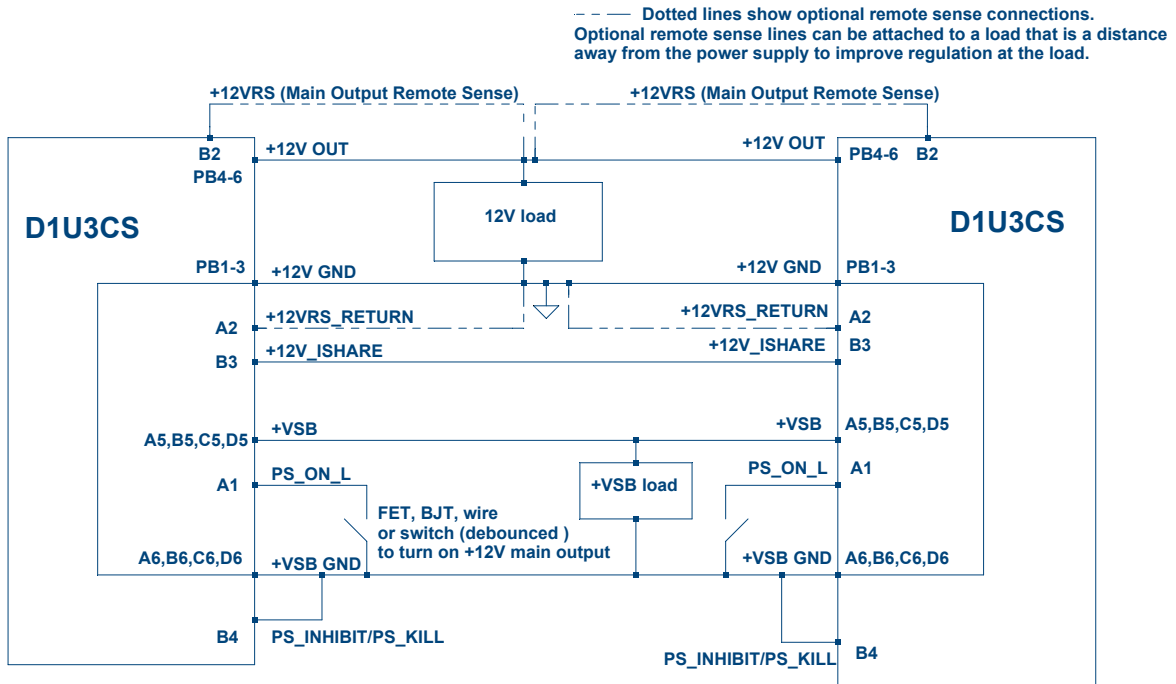 Dotted lines show optional remote sense connections.
Optional remote sense lines can be attached to a load that is a distance
away from the power supply to improve regulation at the load.
+12VRS (Main Output Remote Sense)
+12VRS (Main Output Remote Sense)
B2
+12V OUT
+12V OUT
PB4-6
B2
PB4-6
D1U3CS
12V load
D1U3CS
PB1-3
+12V GND
+12V GND
PB1-3
A2
+12VRS_RETURN
+12VRS_RETURN
A2
B3
+12V_ISHARE
+12V_ISHARE
B3
A5,B5,C5,D5
+VSB
+VSB
A5,B5,C5,D5
A1
PS_ON_L
+VSB load
PS_ON_L
A1
FET, BJT, wire
or switch (debounced )
to turn on +12V main output
A6,B6,C6,D6
+VSB GND
+VSB GND
A6,B6,C6,D6
B4
PS_INHIBIT/PS_KILL
PS_INHIBIT/PS_KILL
B4